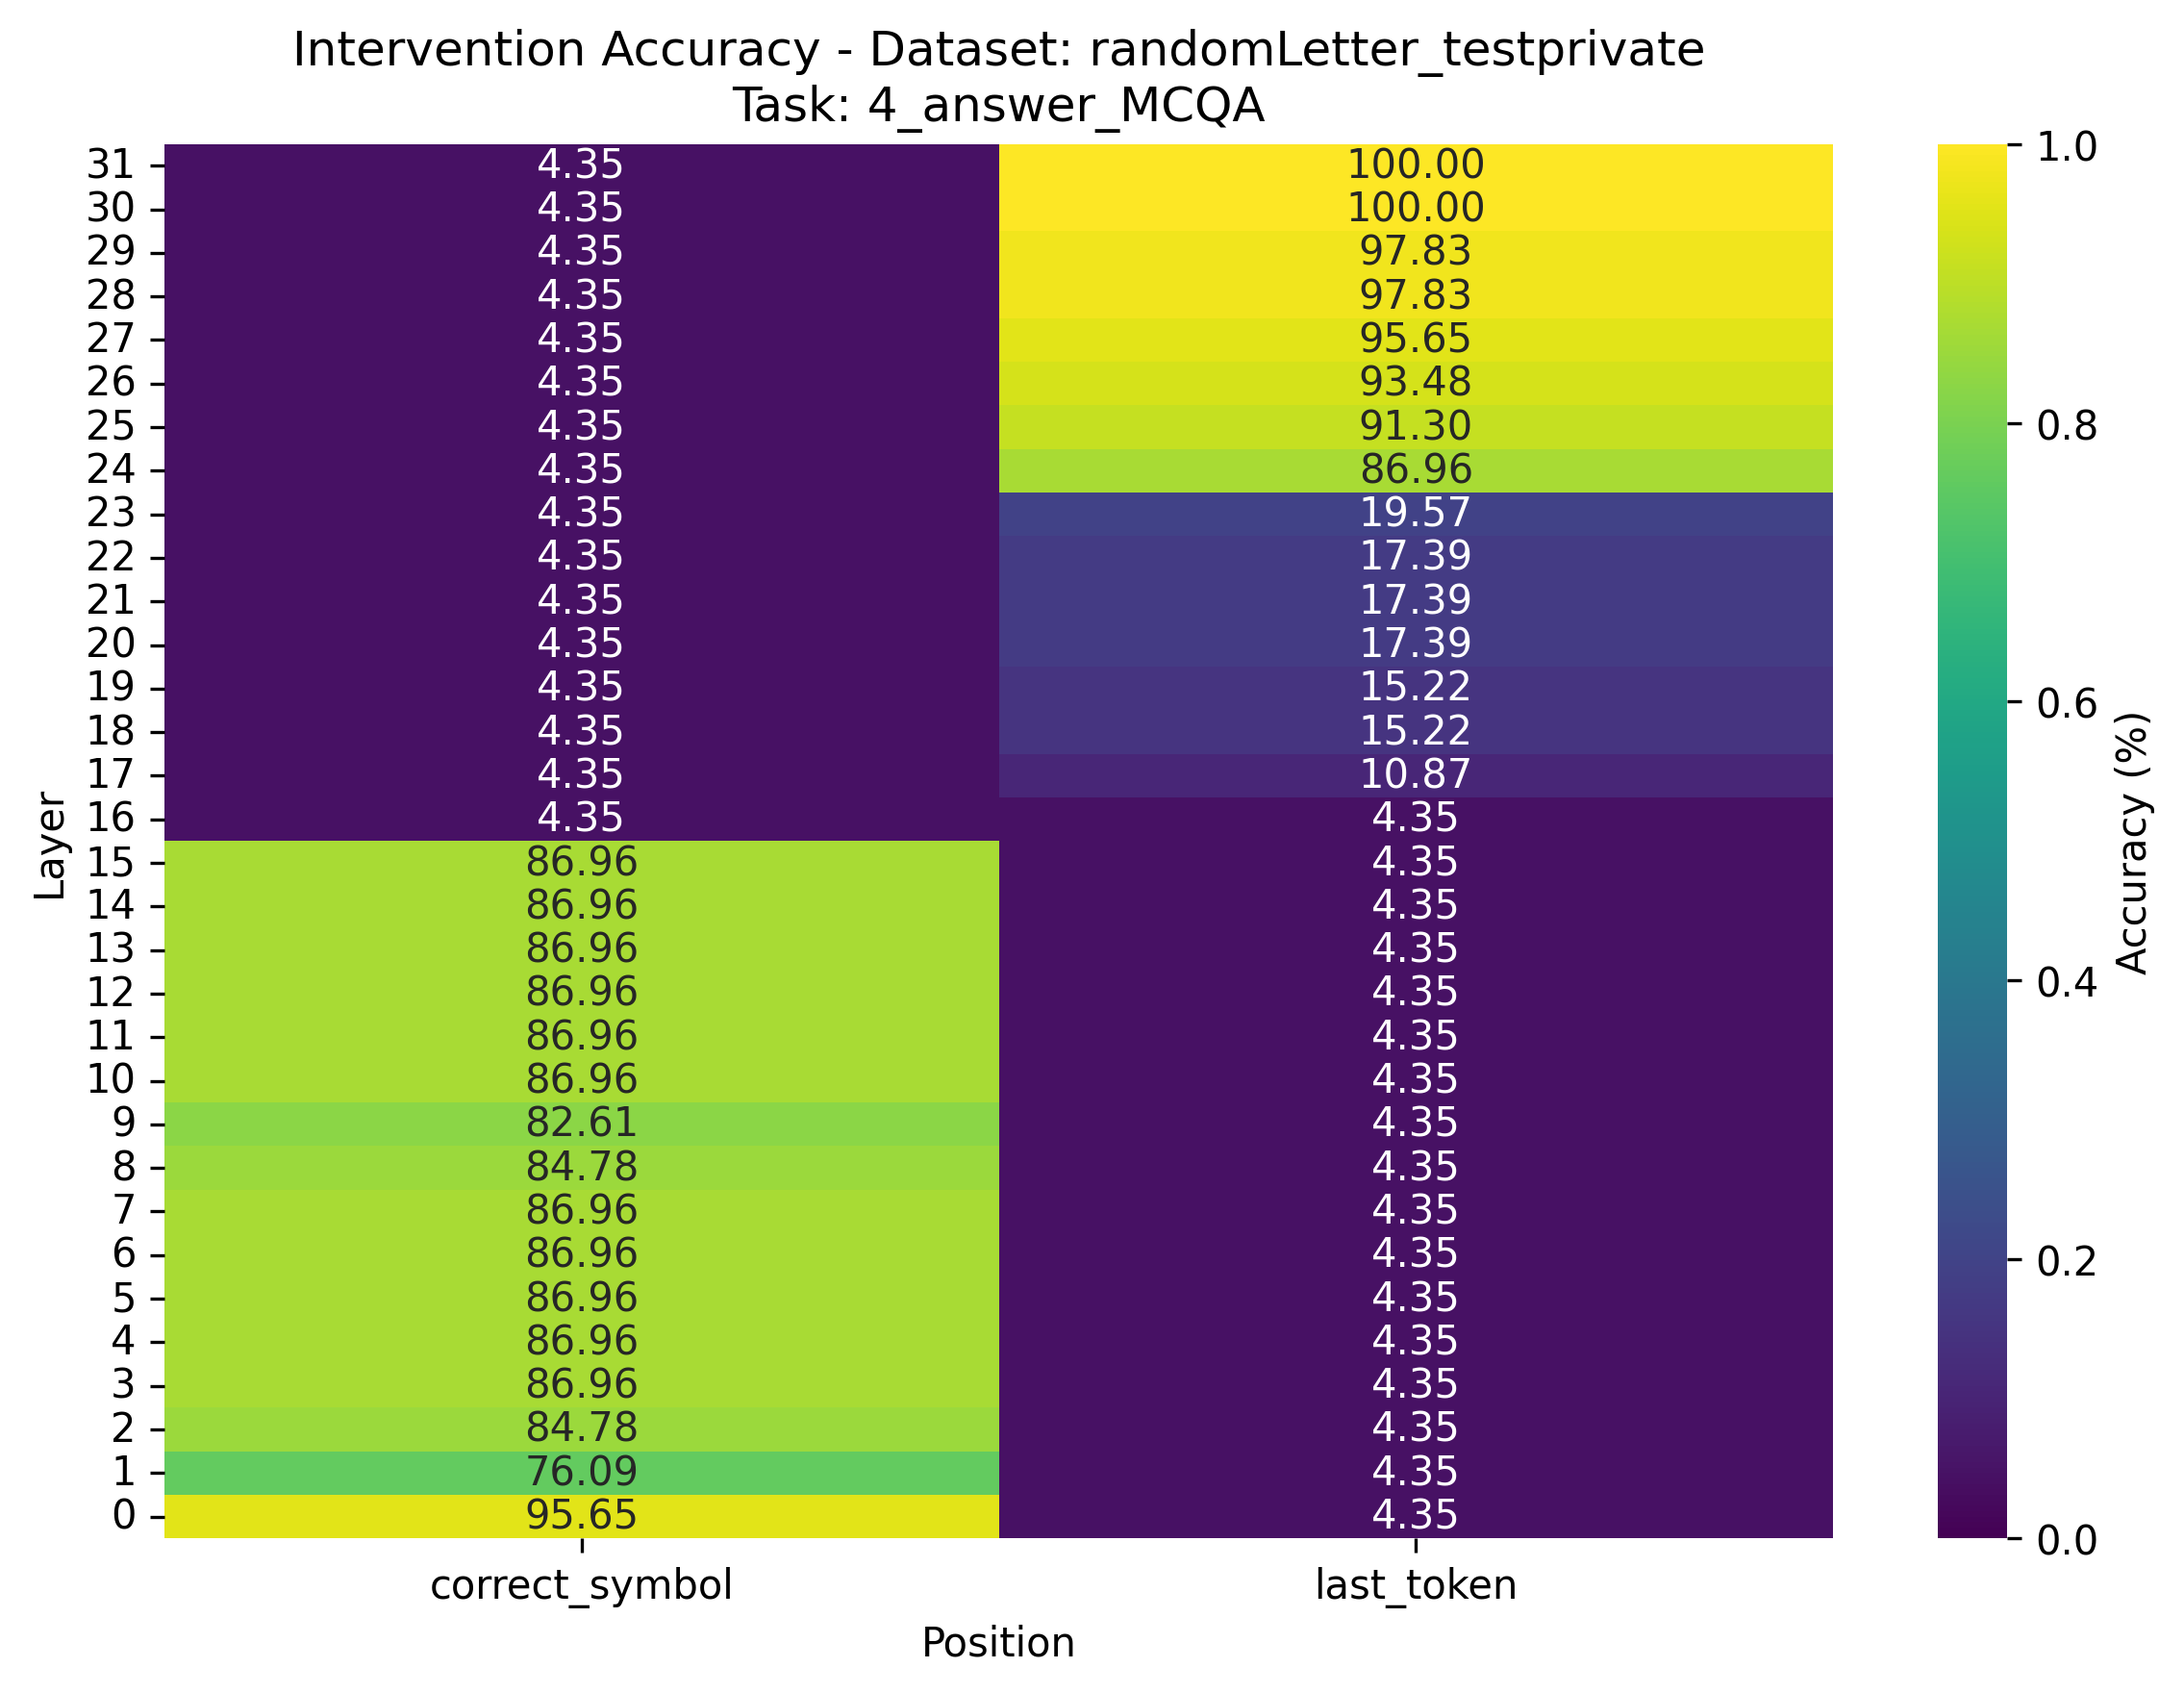 Intervention Accuracy - Dataset: randomLetter_testprivate
Task: 4_answer_MCQA
31 4.35 100.00
30 4.35 100.00
29 4.35 97.83
28 4.35 97.83
27 4.35 95.65
26 4.35 93.48
25 4.35 91.30
24 4.35 86.96
23 4.35 19.57
22 4.35 17.39
21 4.35 17.39
20 4.35 17.39
19 4.35 15.22
18 4.35 15.22
17 4.35 10.87
16 4.35 4.35
15 86.96 4.35
14 86.96 4.35
13 86.96 4.35
12 86.96 4.35
11 86.96 4.35
10 86.96 4.35
9 82.61 4.35
8 84.78 4.35
7 86.96 4.35
6 86.96 4.35
5 86.96 4.35
4 86.96 4.35
3 86.96 4.35
2 84.78 4.35
1 76.09 4.35
0 95.65 4.35
correct_symbol last_token
Position
Layer
1.0
0.8
0.6
0.4
0.2
0.0
Accuracy (%)